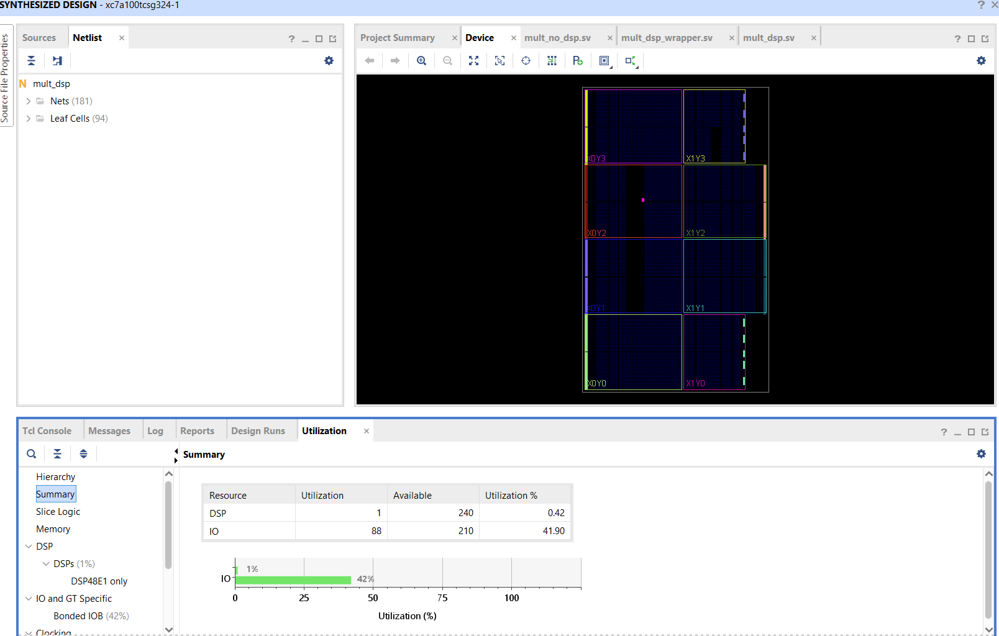 SYNTHESIZED DESIGN - xc7a100tcsg324-1
Source File Properties
Sources
Netlist
mult_dsp
Nets (181)
Leaf Cells (94)
Project Summary
Device
mult_no_dsp.sv
mult_dsp_wrapper.sv
mult_dsp.sv
X0Y3
X1Y3
X0Y2
X1Y2
X0Y1
X1Y1
X0Y0
X1Y0
Tcl Console
Messages
Log
Reports
Design Runs
Utilization
Hierarchy
Summary
Slice Logic
Memory
DSP
DSPs (1%)
DSP48E1 only
IO and GT Specific
Bonded IOB (42%)
Clocking
Summary
Resource Utilization Available Utilization %
DSP 1 240 0.42
IO 88 210 41.90
1%
IO 42%
0 25 50 75 100
Utilization (%)